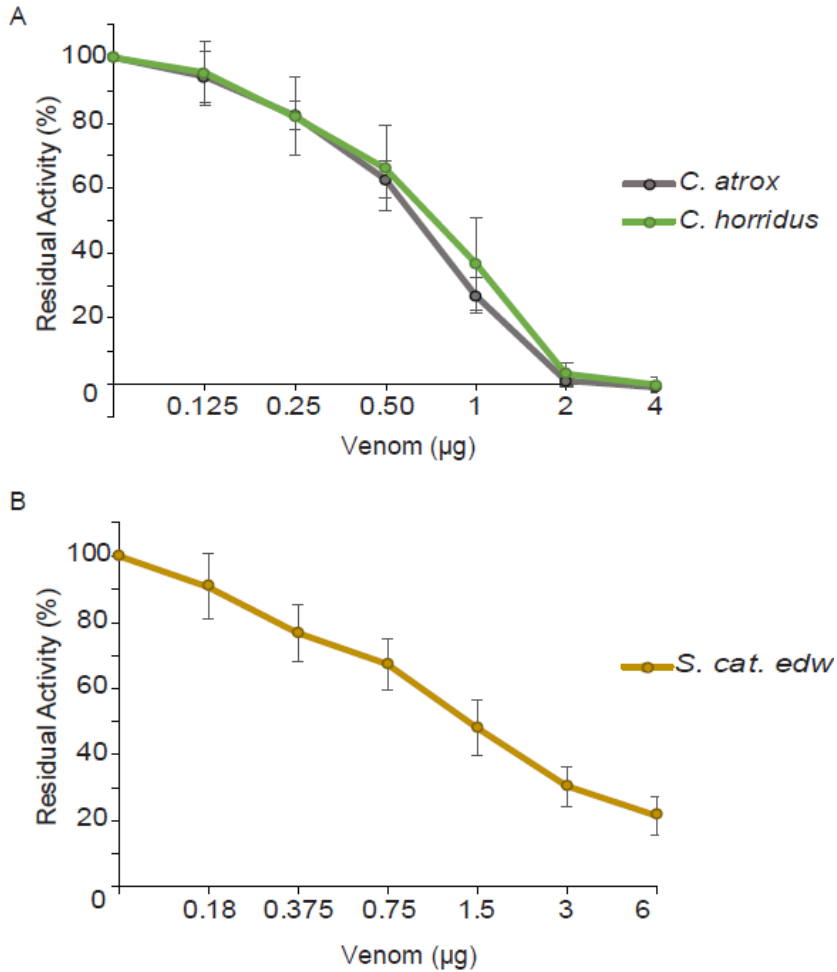 A
Residual Activity (%)
100
80
60
40
20
0
0.125 0.25 0.50 1 2 4
Venom (µg)
C. atrox
C. horridus
B
Residual Activity (%)
100
80
60
40
20
0
0.18 0.375 0.75 1.5 3 6
Venom (µg)
S. cat. edw